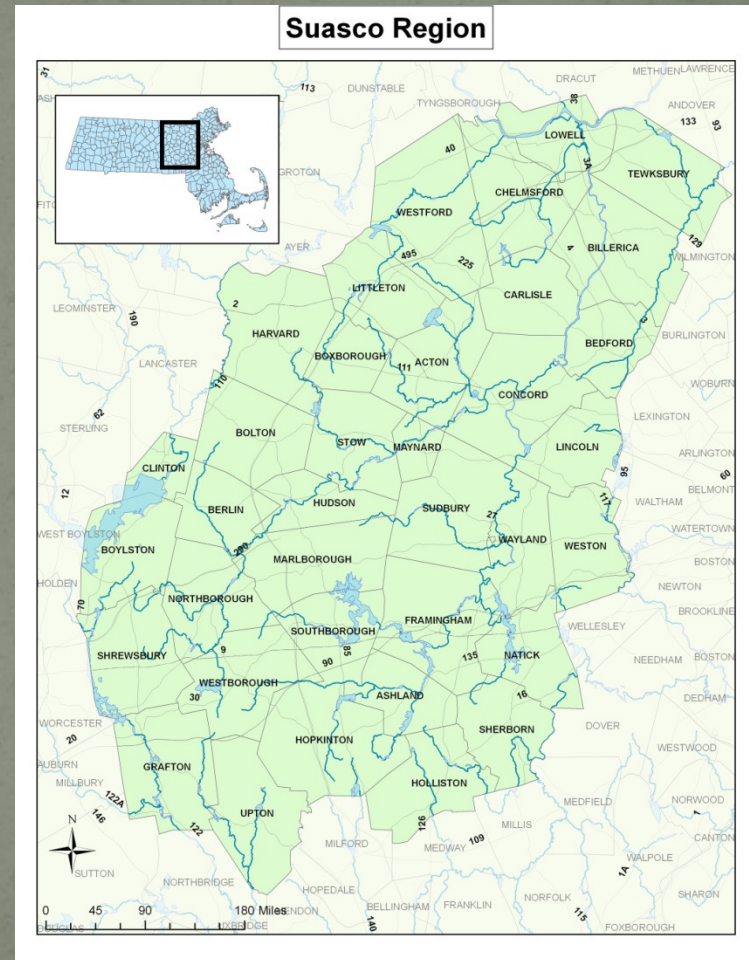 Suasco Region
31
113
DUNSTABLE
DRACUT
METHUEN
LAWRENCE
TYNGSBOROUGH
38
ANDOVER
133
93
LOWELL
40
3A
TEWKSBURY
GROTON
CHELMSFORD
WESTFORD
129
AYER
495
225
4
BILLERICA
WILMINGTON
LITTLETON
CARLISLE
LEOMINSTER
190
2
3
HARVARD
BEDFORD
BURLINGTON
BOXBOROUGH
111
ACTON
LANCASTER
110
WOBURN
CONCORD
62
STERLING
LEXINGTON
BOLTON
STOW
MAYNARD
LINCOLN
ARLINGTON
CLINTON
95
60
12
BELMONT
BERLIN
HUDSON
SUDBURY
27
117
WALTHAM
WATERTOWN
WEST BOYLSTON
BOYLSTON
290
WAYLAND
WESTON
MARLBOROUGH
BOSTON
HOLDEN
70
NORTHBOROUGH
NEWTON
BROOKLINE
SOUTHBOROUGH
FRAMINGHAM
WELLESLEY
SHREWSBURY
9
85
90
135
NATICK
NEEDHAM
BOSTON
WESTBOROUGH
30
ASHLAND
16
DEDHAM
WORCESTER
20
HOPKINTON
SHERBORN
DOVER
WESTWOOD
AUBURN
GRAFTON
MILLBURY
HOLLISTON
122A
146
UPTON
MEDFIELD
NORWOOD
1
N
122
126
MILLIS
CANTON
MILFORD
MEDWAY
109
WALPOLE
SUTTON
NORTHBRIDGE
1A
HOPEDALE
SHARON
0 45 90 180 Miles
BELLINGHAM
FRANKLIN
NORFOLK
115
140
FOXBOROUGH